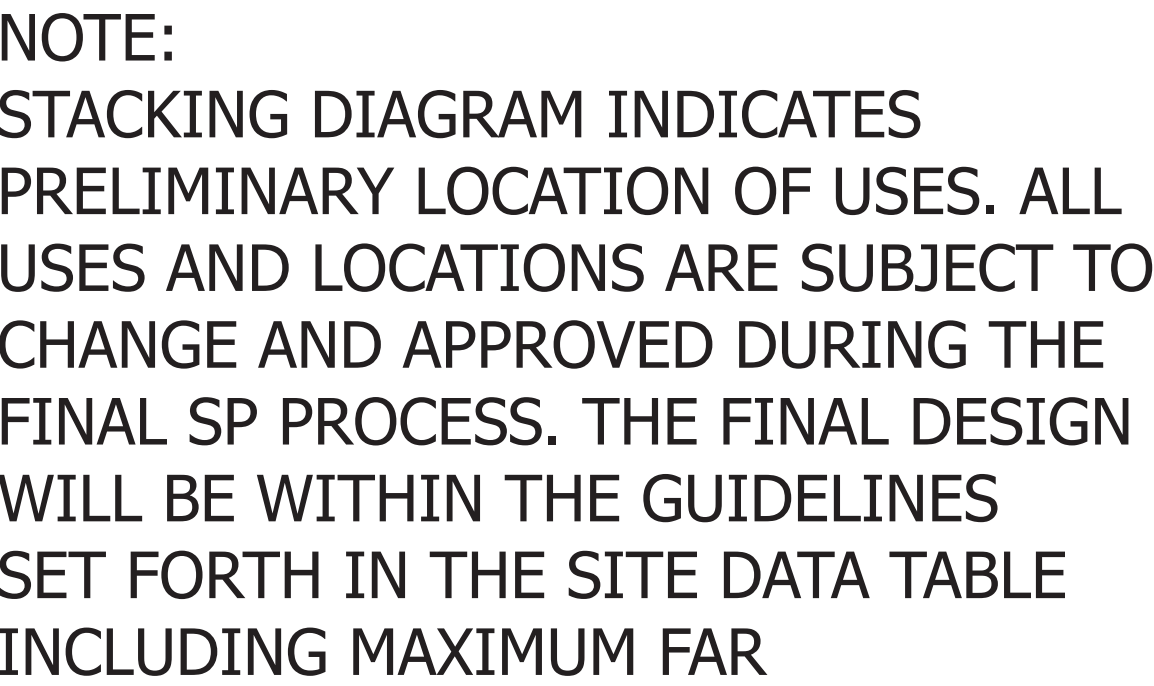 NOTE:
STACKING DIAGRAM INDICATES
PRELIMINARY LOCATION OF USES. ALL
USES AND LOCATIONS ARE SUBJECT TO
CHANGE AND APPROVED DURING THE
FINAL SP PROCESS. THE FINAL DESIGN
WILL BE WITHIN THE GUIDELINES
SET FORTH IN THE SITE DATA TABLE
INCLUDING MAXIMUM FAR